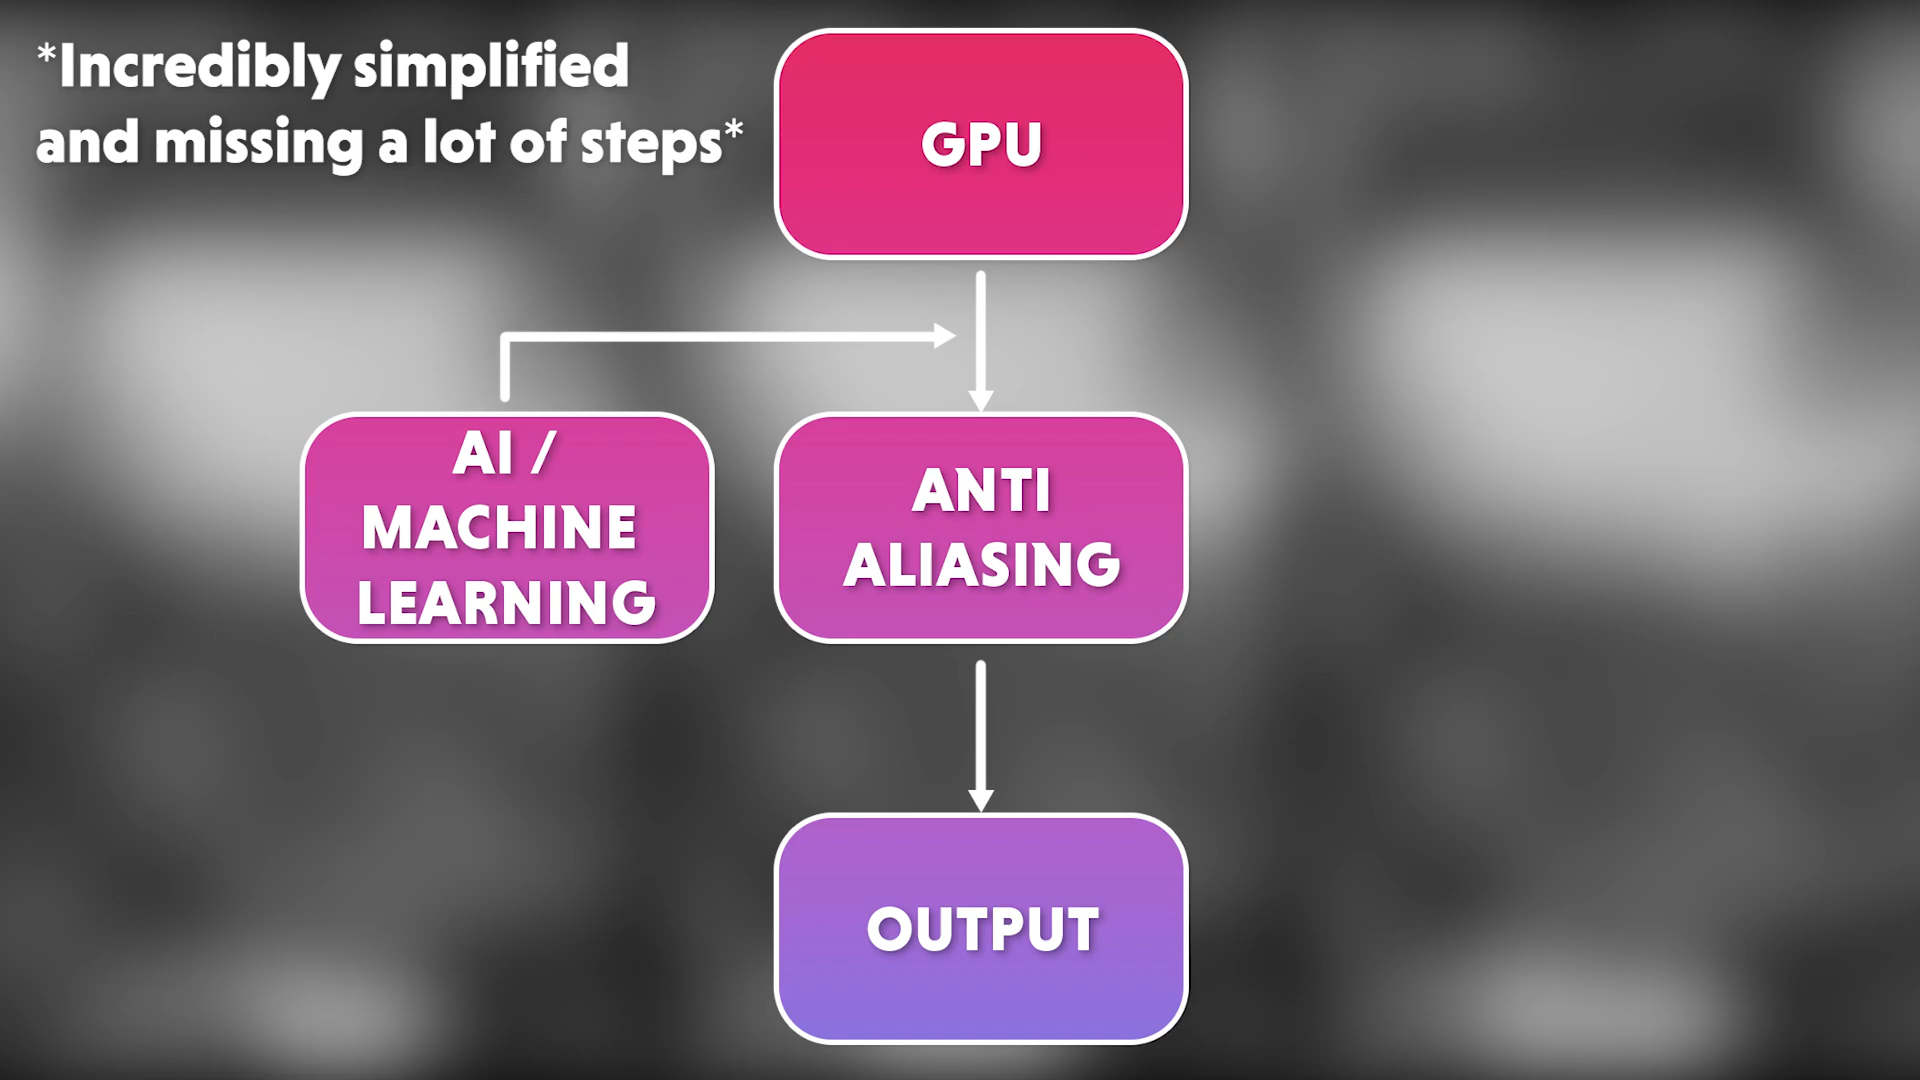 *Incredibly simplified
and missing a lot of steps*
GPU
AI /
MACHINE
LEARNING
ANTI
ALIASING
OUTPUT